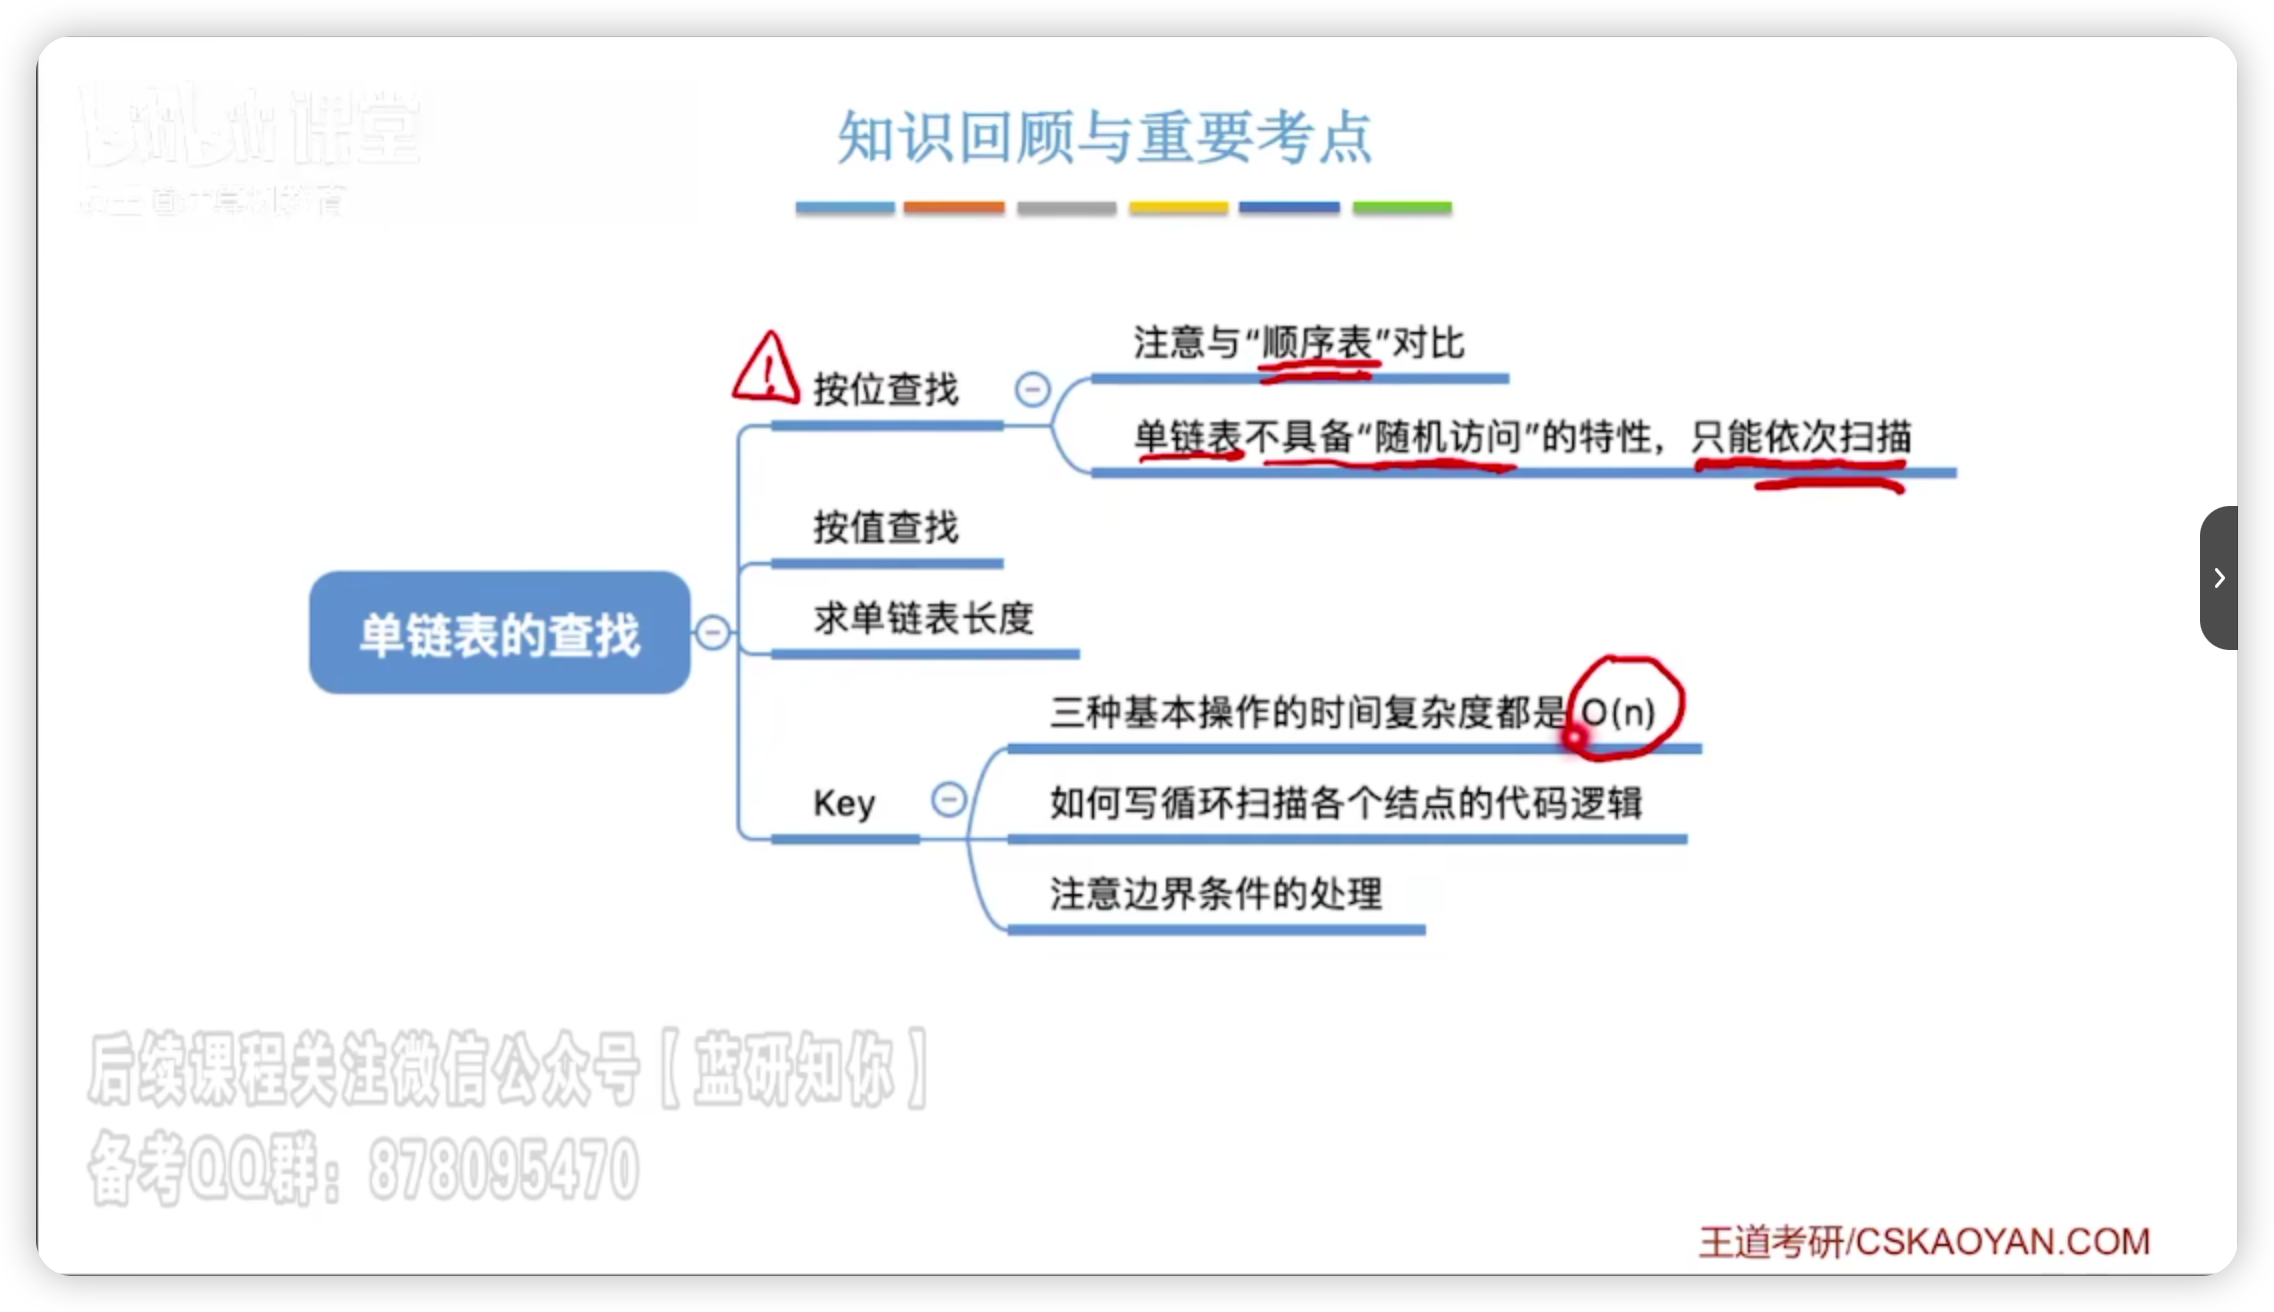 课堂
知识回顾与重要考点
注意与“顺序表”对比
按位查找
单链表不具备“随机访问”的特性，只能依次扫描
按值查找
求单链表长度
单链表的查找
三种基本操作的时间复杂度都是 O(n)
Key
如何写循环扫描各个结点的代码逻辑
注意边界条件的处理
后续课程关注微信公众号【蓝研知你】
备考QQ群：878095470
王道考研/CSKAOYAN.COM